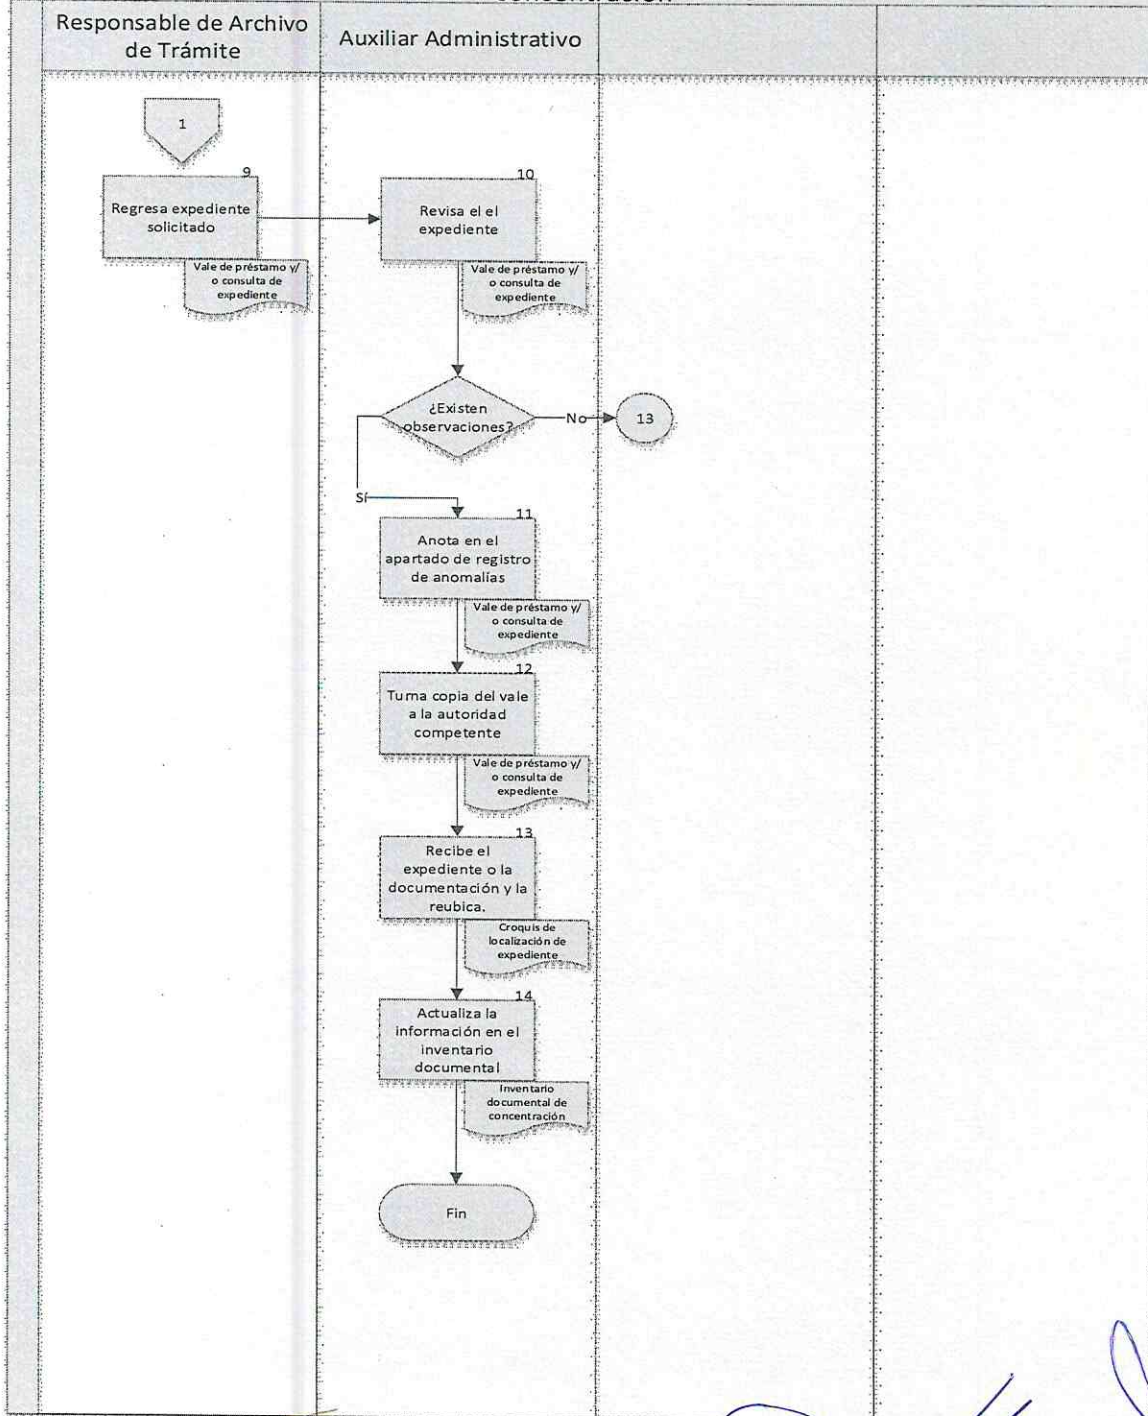 concentración
Responsable de Archivo
de Trámite
Auxiliar Administrativo
1
9
Regresa expediente
solicitado
Vale de préstamo y/
o consulta de
expediente
10
Revisa el el
expediente
Vale de préstamo y/
o consulta de
expediente
¿Existen
observaciones?
No
13
Sí
11
Anota en el
apartado de registro
de anomalías
Vale de préstamo y/
o consulta de
expediente
12
Turna copia del vale
a la autoridad
competente
Vale de préstamo y/
o consulta de
expediente
13
Recibe el
expediente o la
documentación y la
reubica.
Croquis de
localización de
expediente
14
Actualiza la
información en el
inventario
documental
Inventario
documental de
concentración
Fin